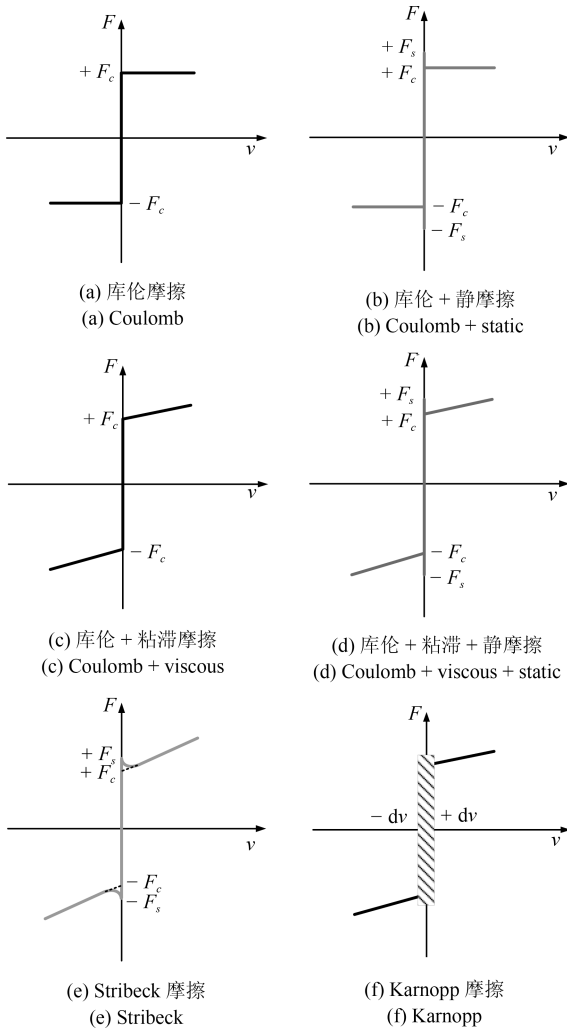 F
+ F_c
v
− F_c
(a) 库伦摩擦
(a) Coulomb
F
+ F_s
+ F_c
v
− F_c
− F_s
(b) 库伦 + 静摩擦
(b) Coulomb + static
F
+ F_c
v
− F_c
(c) 库伦 + 粘滞摩擦
(c) Coulomb + viscous
F
+ F_s
+ F_c
v
− F_c
− F_s
(d) 库伦 + 粘滞 + 静摩擦
(d) Coulomb + viscous + static
F
+ F_s
+ F_c
v
− F_c
− F_s
(e) Stribeck 摩擦
(e) Stribeck
F
− dv + dv
v
(f) Karnopp 摩擦
(f) Karnopp